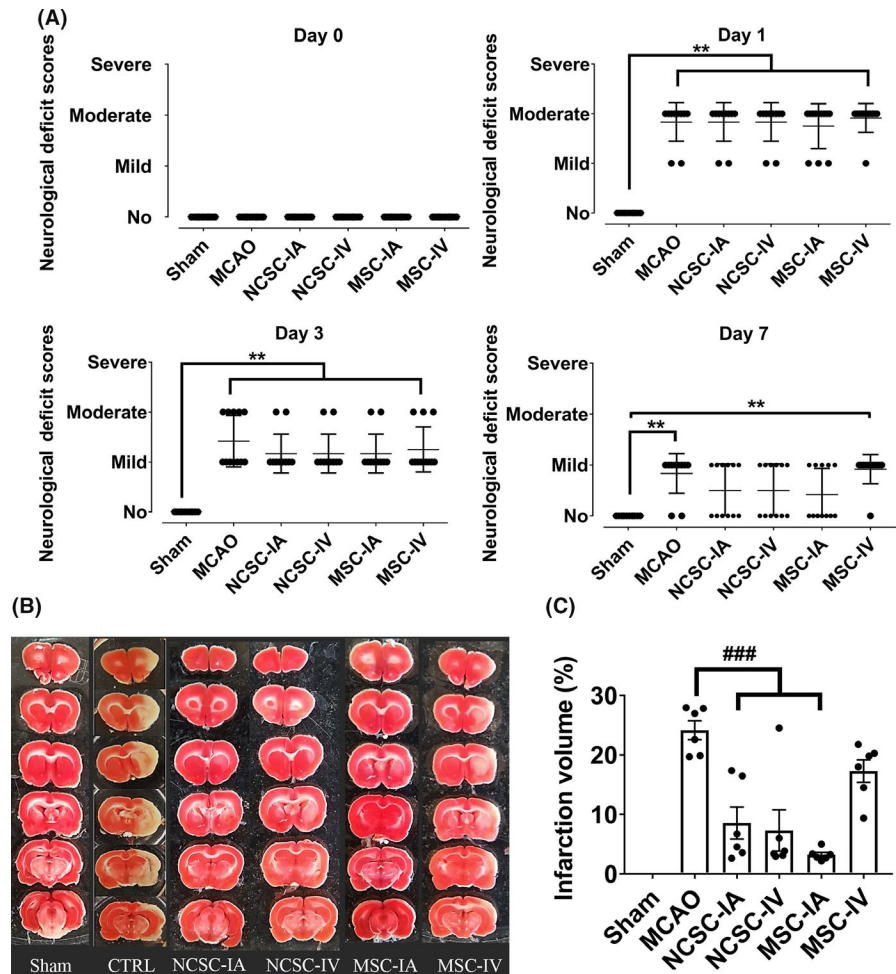 (A)
Day 0
Neurological deficit scores
Severe
Moderate
Mild
No
Sham
MCAO
NCSC-IA
NCSC-IV
MSC-IA
MSC-IV
Day 1
Neurological deficit scores
Severe
Moderate
Mild
No
**
Sham
MCAO
NCSC-IA
NCSC-IV
MSC-IA
MSC-IV
Day 3
Neurological deficit scores
Severe
Moderate
Mild
No
**
Sham
MCAO
NCSC-IA
NCSC-IV
MSC-IA
MSC-IV
Day 7
Neurological deficit scores
Severe
Moderate
Mild
No
**
**
Sham
MCAO
NCSC-IA
NCSC-IV
MSC-IA
MSC-IV
(B)
Sham CTRL NCSC-IA NCSC-IV MSC-IA MSC-IV
(C)
Infarction volume (%)
###
30
20
10
0
Sham
MCAO
NCSC-IA
NCSC-IV
MSC-IA
MSC-IV